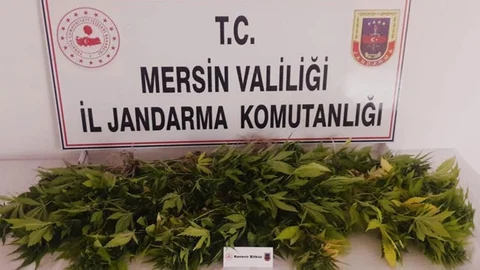 T.C.
MERSİN VALİLİĞİ
İL JANDARMA KOMUTANLIĞI